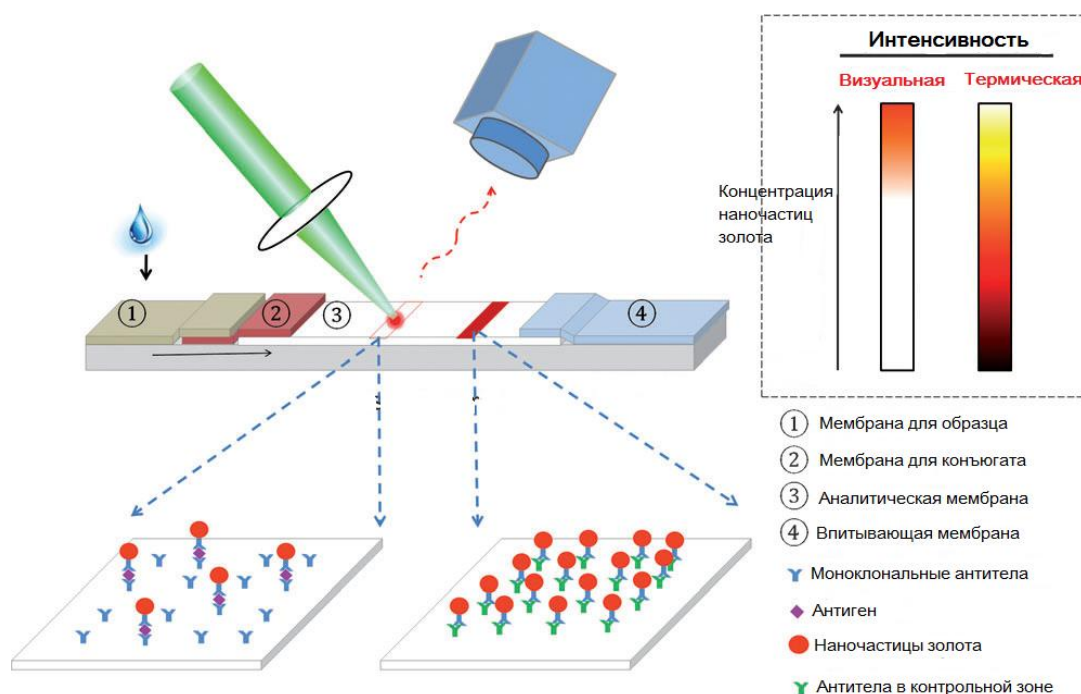 Интенсивность
Визуальная Термическая
Концентрация
наночастиц
золота
1
2
3
4
1 Мембрана для образца
2 Мембрана для конъюгата
3 Аналитическая мембрана
4 Впитывающая мембрана
Моноклональные антитела
Антиген
Наночастицы золота
Антитела в контрольной зоне